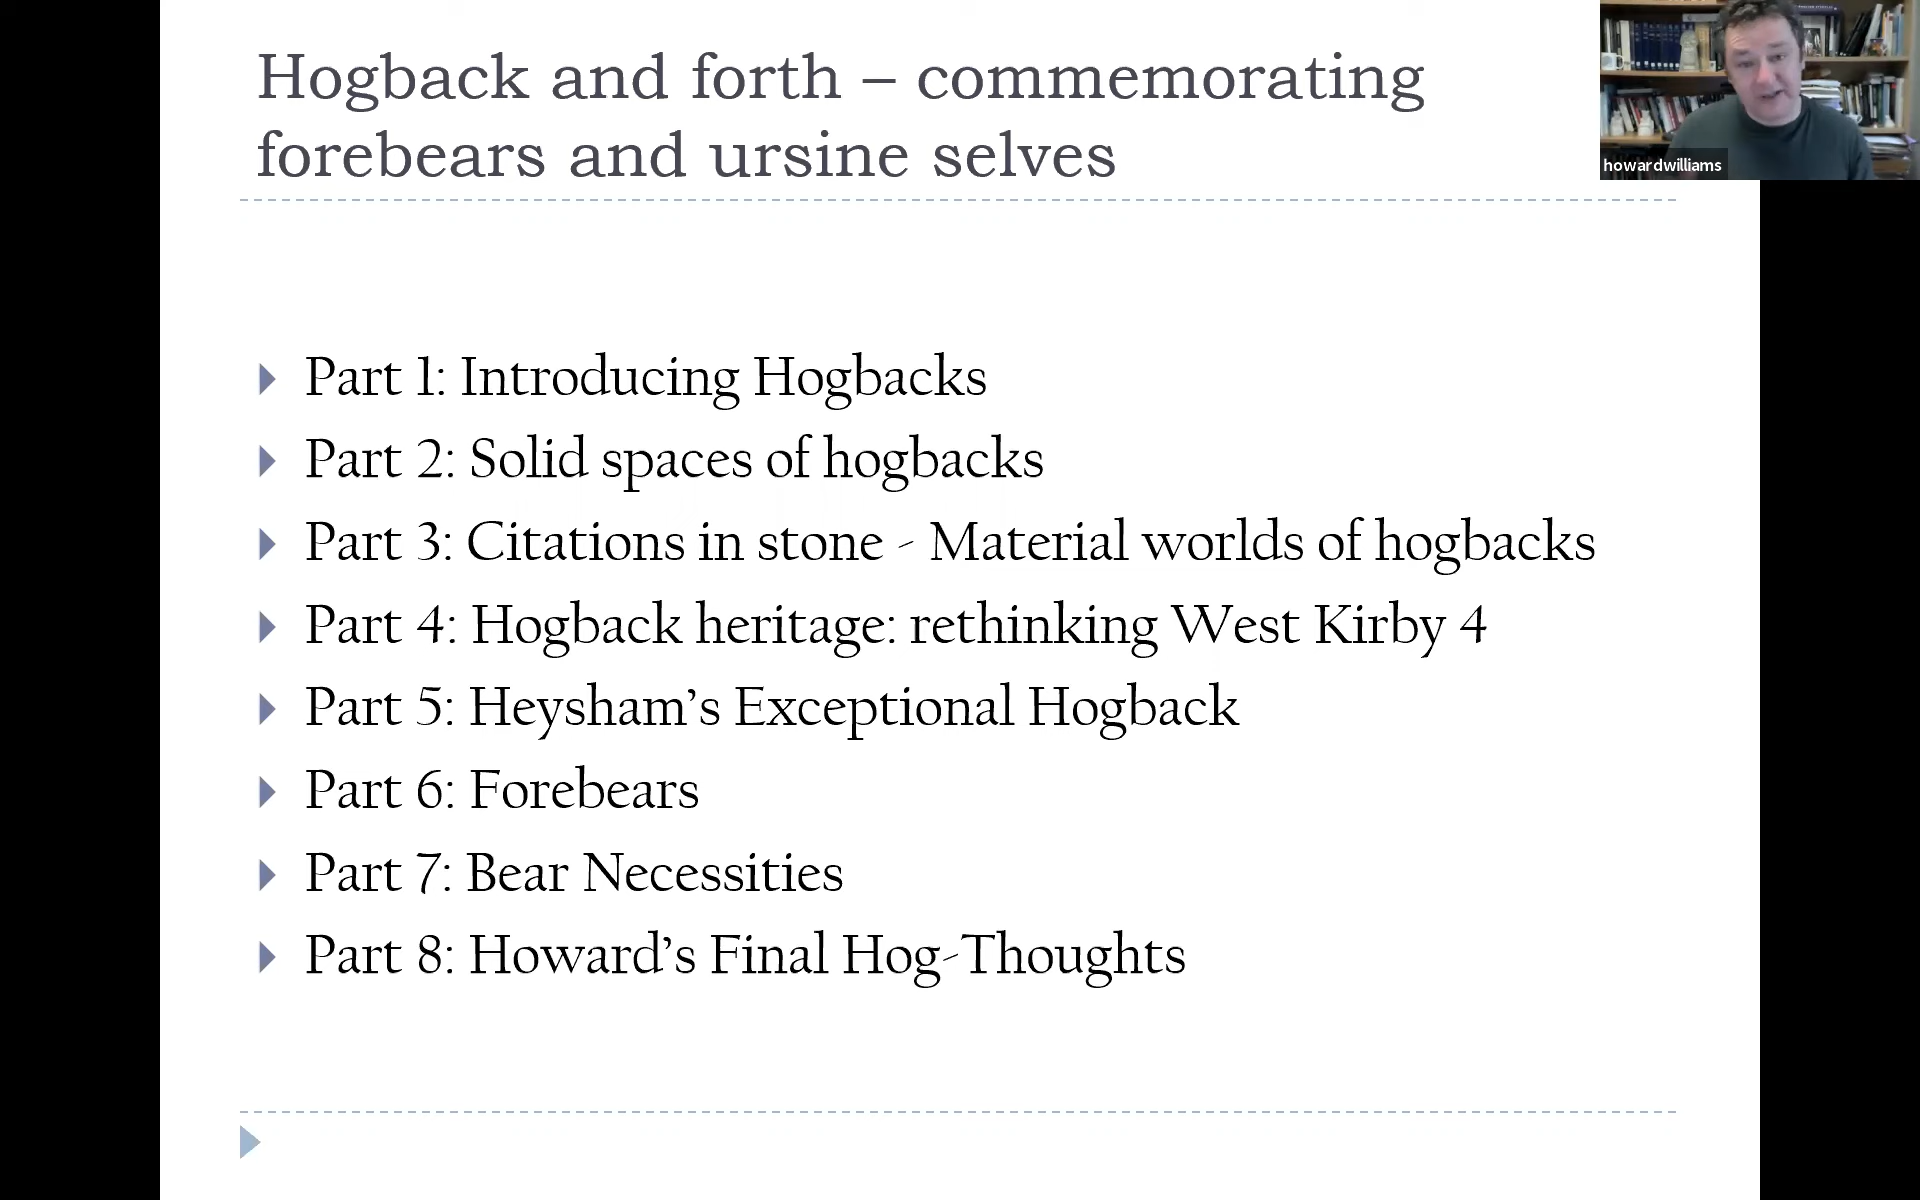 Hogback and forth – commemorating
forebears and ursine selves
howardwilliams
Part 1: Introducing Hogbacks
Part 2: Solid spaces of hogbacks
Part 3: Citations in stone - Material worlds of hogbacks
Part 4: Hogback heritage: rethinking West Kirby 4
Part 5: Heysham’s Exceptional Hogback
Part 6: Forebears
Part 7: Bear Necessities
Part 8: Howard’s Final Hog-Thoughts